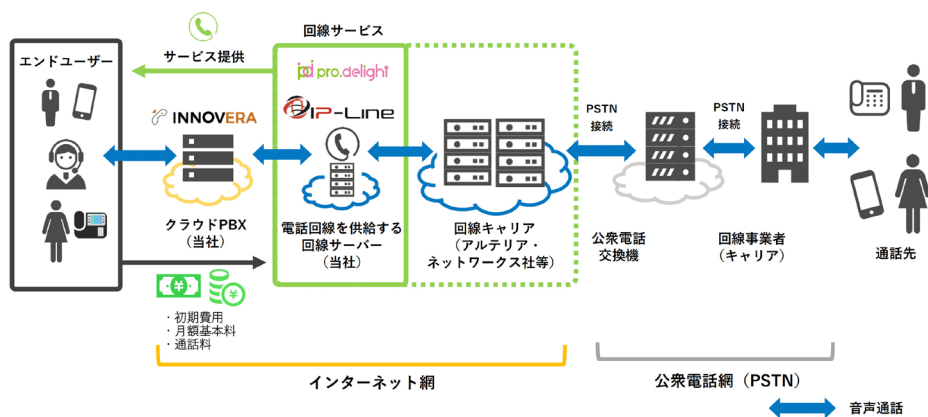 回線サービス
エンドユーザー
サービス提供
pro.delight
INNOVERA
IP-Line
PSTN
接続
PSTN
接続
クラウドPBX
（当社）
電話回線を供給する
回線サーバー
（当社）
回線キャリア
（アルテリア・
ネットワークス社等）
公衆電話
交換機
回線事業者
（キャリア）
通話先
・初期費用
・月額基本料
・通話料
インターネット網
公衆電話網（PSTN）
音声通話